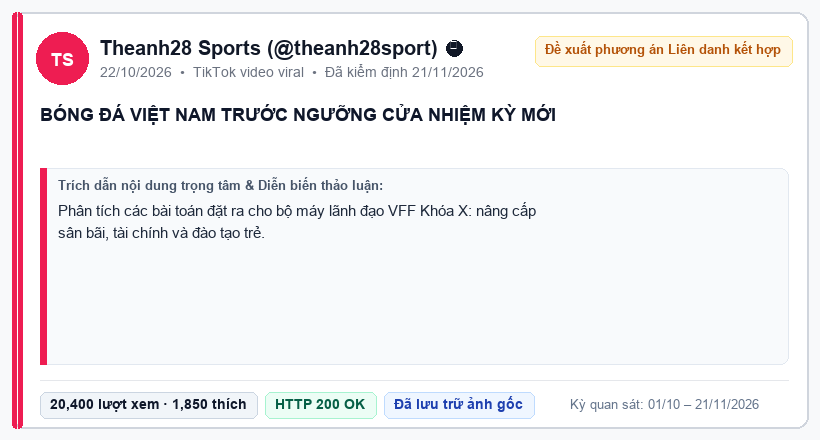 TS
Theanh28 Sports (@theanh28sport)
Đề xuất phương án Liên danh kết hợp
22/10/2026 • TikTok video viral • Đã kiểm định 21/11/2026
BÓNG ĐÁ VIỆT NAM TRƯỚC NGƯỠNG CỬA NHIỆM KỲ MỚI
Trích dẫn nội dung trọng tâm & Diễn biến thảo luận:
Phân tích các bài toán đặt ra cho bộ máy lãnh đạo VFF Khóa X: nâng cấp
sân bãi, tài chính và đào tạo trẻ.
20,400 lượt xem · 1,850 thích
HTTP 200 OK
Đã lưu trữ ảnh gốc
Kỳ quan sát: 01/10 – 21/11/2026